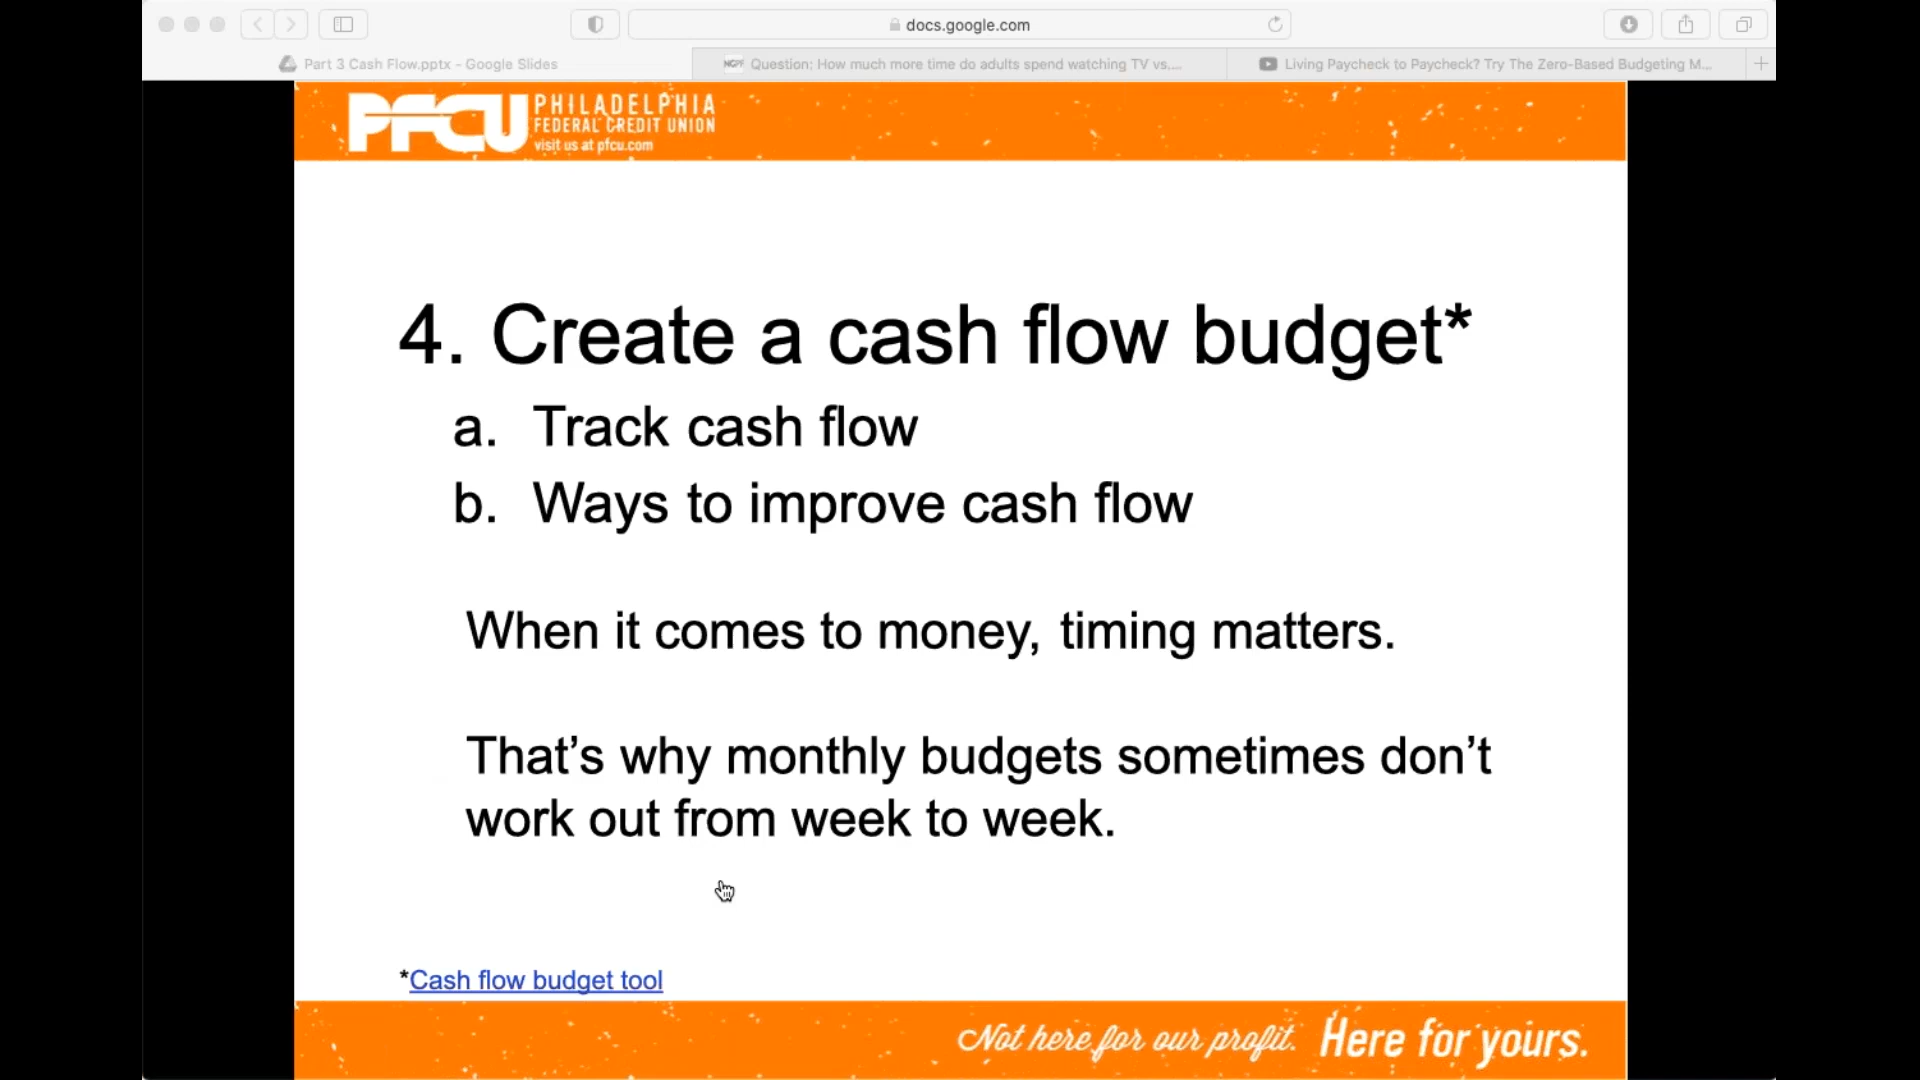 docs.google.com
Part 3 Cash Flow.pptx - Google Slides
NGPF Question: How much more time do adults spend watching TV vs....
Living Paycheck to Paycheck? Try The Zero-Based Budgeting M...
PFCU PHILADELPHIA
FEDERAL CREDIT UNION
visit us at pfcu.com
4. Create a cash flow budget*
a. Track cash flow
b. Ways to improve cash flow
When it comes to money, timing matters.
That’s why monthly budgets sometimes don’t
work out from week to week.
*Cash flow budget tool
Not here for our profit. Here for yours.